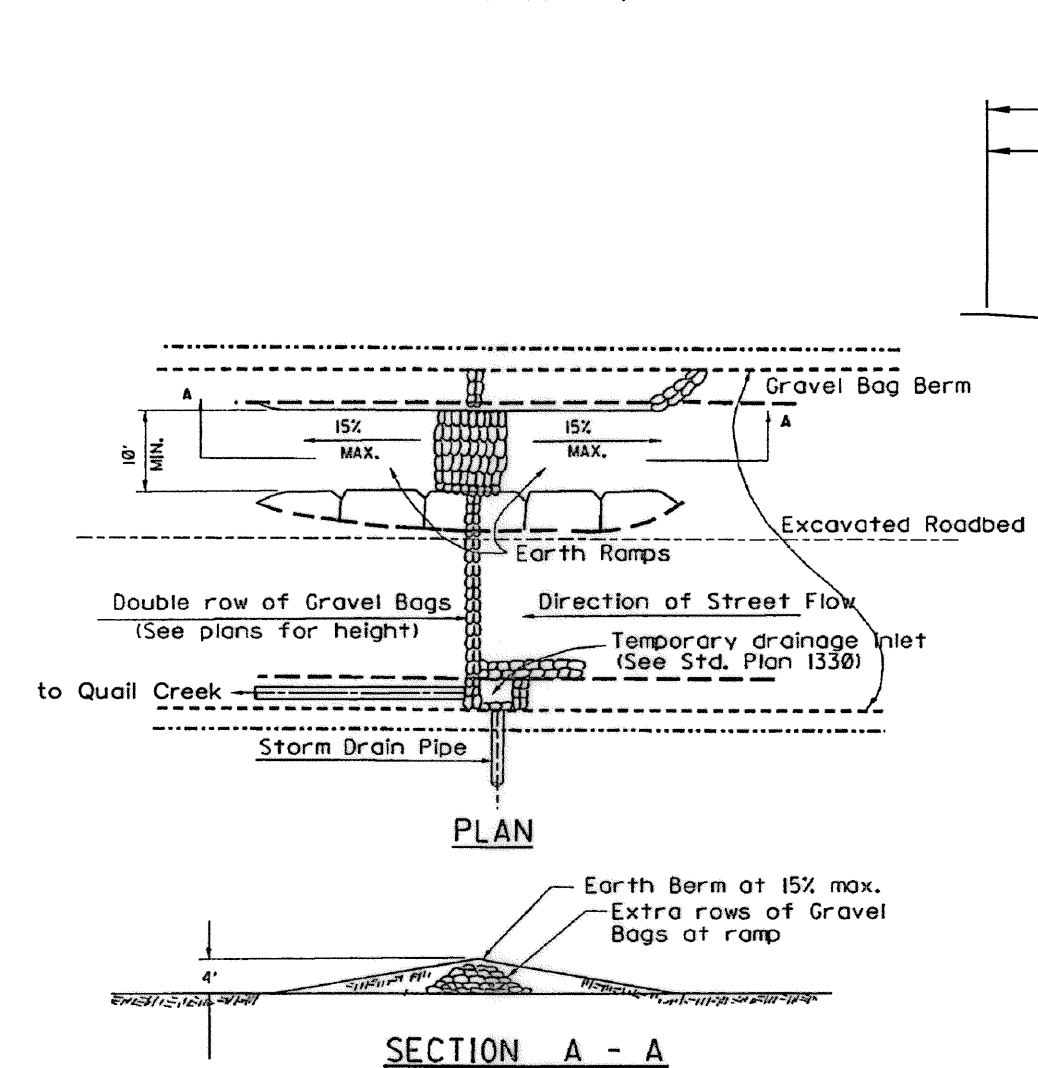 Gravel Bag Berm
A
A
15%
MAX.
15%
MAX.
10'
MIN.
Excavated Roadbed
Earth Ramps
Double row of Gravel Bags
(See plans for height)
Direction of Street Flow
Temporary drainage inlet
(See Std. Plan 1330)
to Quail Creek
Storm Drain Pipe
PLAN
Earth Berm at 15% max.
Extra rows of Gravel
Bags at ramp
4'
SECTION A - A